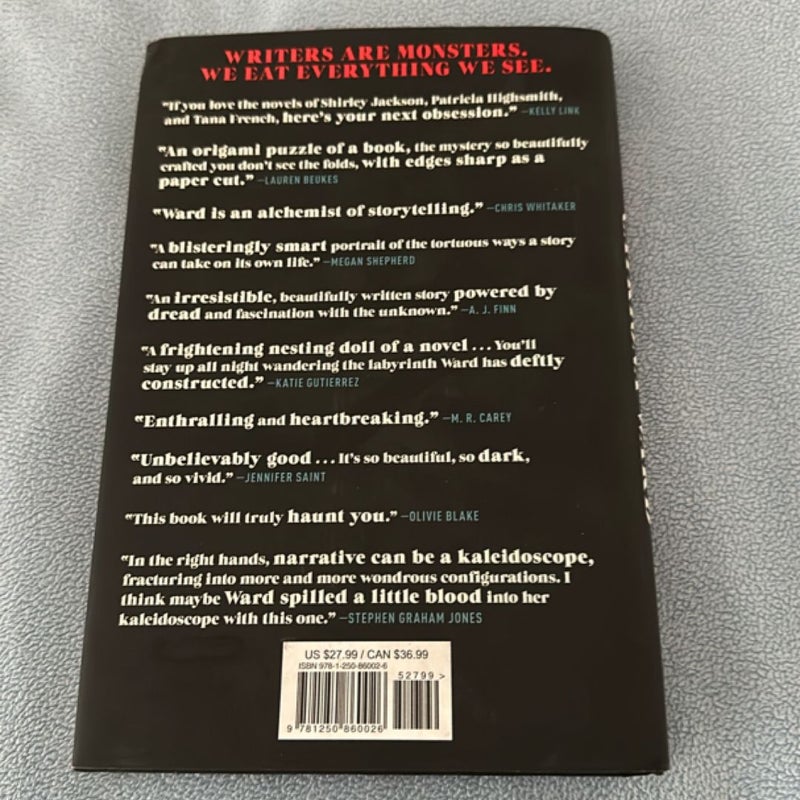 WRITERS ARE MONSTERS.
WE EAT EVERYTHING WE SEE.
"If you love the novels of Shirley Jackson, Patricia Highsmith,
and Tana French, here's your next obsession." —KELLY LINK
"An origami puzzle of a book, the mystery so beautifully
crafted you don't see the folds, with edges sharp as a
paper cut." —LAUREN BEUKES
"Ward is an alchemist of storytelling." —CHRIS WHITAKER
"A blisteringly smart portrait of the tortuous ways a story
can take on its own life." —MEGAN SHEPHERD
"An irresistible, beautifully written story powered by
dread and fascination with the unknown." —A. J. FINN
"A frightening nesting doll of a novel . . . You'll
stay up all night wandering the labyrinth Ward has deftly
constructed." —KATIE GUTIERREZ
"Enthralling and heartbreaking." —M. R. CAREY
"Unbelievably good . . . It's so beautiful, so dark,
and so vivid." —JENNIFER SAINT
"This book will truly haunt you." —OLIVIE BLAKE
"In the right hands, narrative can be a kaleidoscope,
fracturing into more and more wondrous configurations. I
think maybe Ward spilled a little blood into her
kaleidoscope with this one." —STEPHEN GRAHAM JONES
US $27.99 / CAN $36.99
ISBN 978-1-250-86002-6
52799 >
9 781250 860026